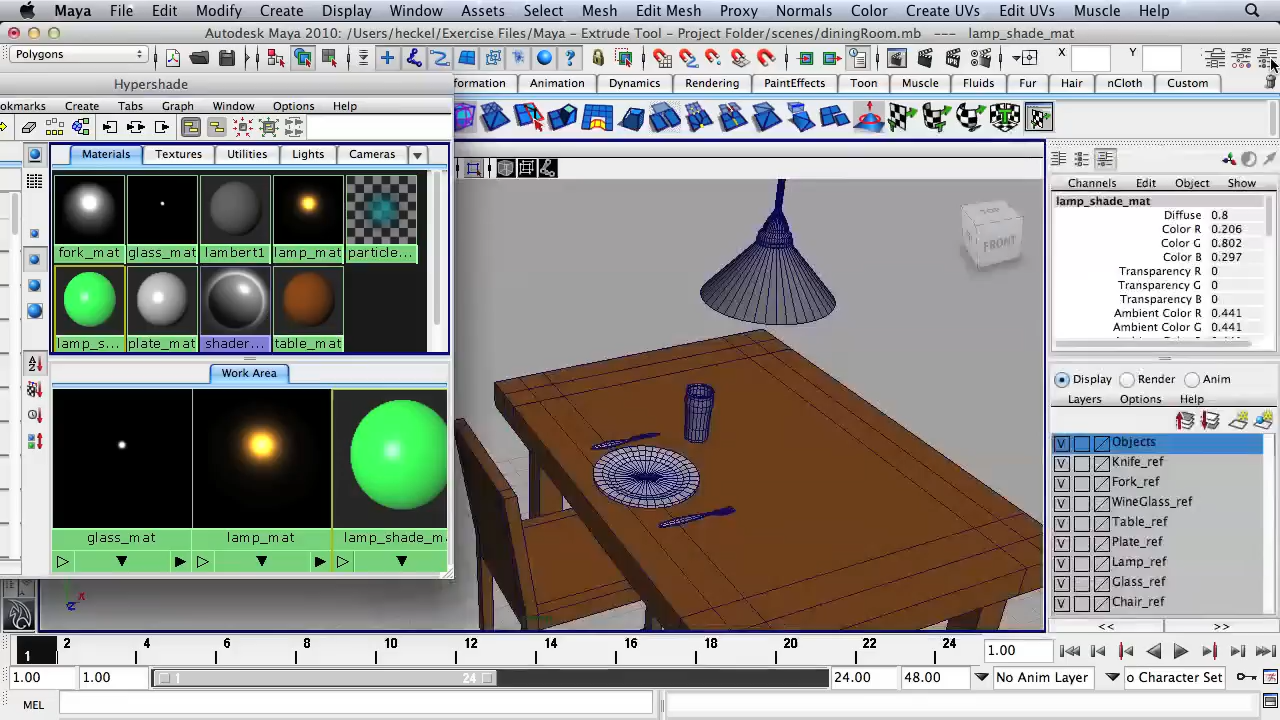 Maya File Edit Modify Create Display Window Assets Select Mesh Edit Mesh Proxy Normals Color Create UVs Edit UVs Muscle Help
Autodesk Maya 2010: /Users/heckel/Exercise Files/Maya - Extrude Tool - Project Folder/scenes/diningRoom.mb --- lamp_shade_mat
Polygons
X
Y
Hypershade
rmation Animation Dynamics Rendering PaintEffects Toon Muscle Fluids Fur Hair nCloth Custom
okmarks Create Tabs Graph Window Options Help
Materials Textures Utilities Lights Cameras
fork_mat glass_mat lambert1 lamp_mat particle...
lamp_s... plate_mat shader... table_mat
Work Area
glass_mat lamp_mat lamp_shade_m
TOP
FRONT
Channels Edit Object Show
lamp_shade_mat
Diffuse 0.8
Color R 0.206
Color G 0.802
Color B 0.297
Transparency R 0
Transparency G 0
Transparency B 0
Ambient Color R 0.441
Ambient Color G 0.441
Display Render Anim
Layers Options Help
V Objects
V Knife_ref
V Fork_ref
V WineGlass_ref
V Table_ref
V Plate_ref
V Lamp_ref
V Glass_ref
V Chair_ref
<< >>
1 2 4 6 8 10 12 14 16 18 20 22 24 1.00
1.00 1.00 1 24 24.00 48.00 No Anim Layer o Character Set
MEL